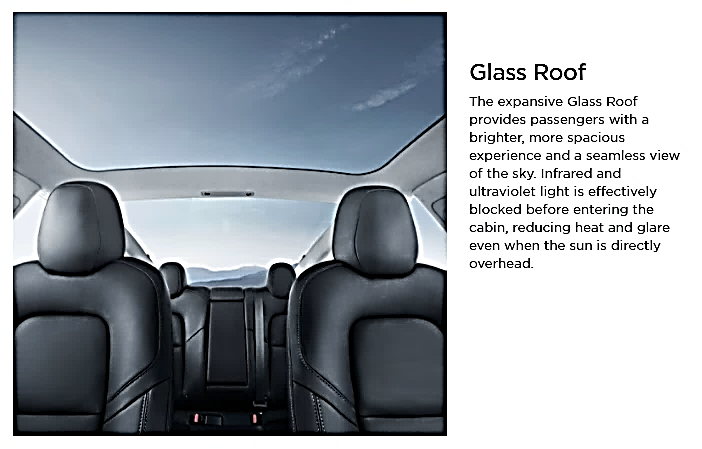 Glass Roof
The expansive Glass Roof
provides passengers with a
brighter, more spacious
experience and a seamless view
of the sky. Infrared and
ultraviolet light is effectively
blocked before entering the
cabin, reducing heat and glare
even when the sun is directly
overhead.